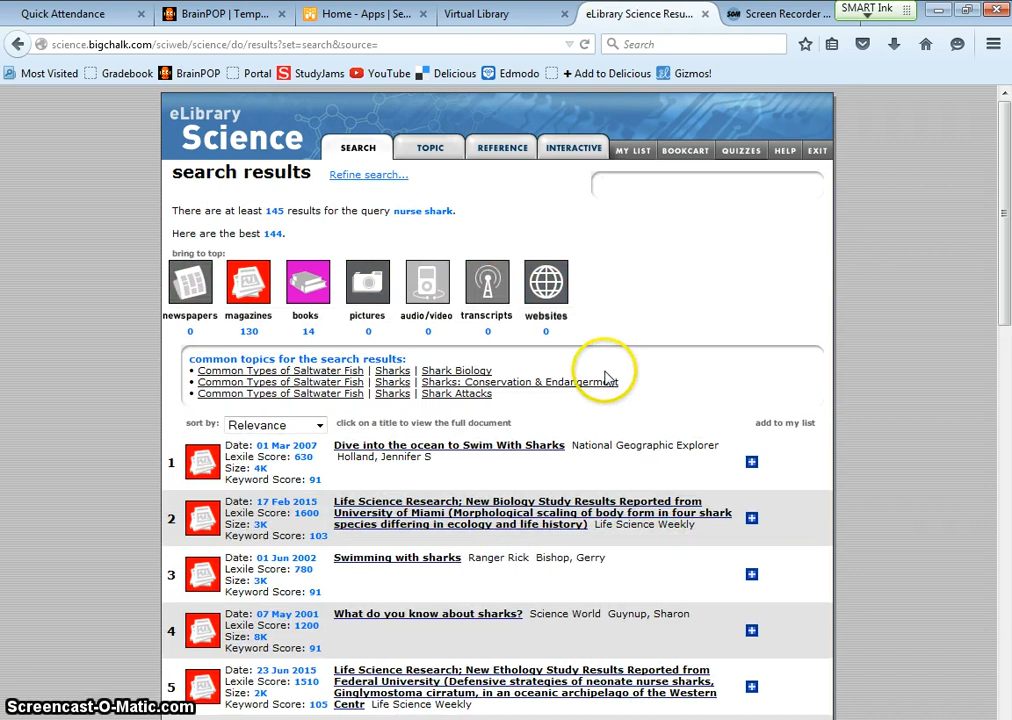 Quick Attendance
BrainPOP | Temp...
Home - Apps | Se...
Virtual Library
eLibrary Science Resu...
Screen Recorder ...
SMART Ink
science.bigchalk.com/sciweb/science/do/results?set=search&source=
Search
Most Visited
Gradebook
BrainPOP
Portal
StudyJams
YouTube
Delicious
Edmodo
+ Add to Delicious
Gizmos!
eLibrary
Science
SEARCH
TOPIC
REFERENCE
INTERACTIVE
MY LIST
BOOKCART
QUIZZES
HELP
EXIT
search results
Refine search...
There are at least 145 results for the query nurse shark.
Here are the best 144.
bring to top:
newspapers magazines books pictures audio/video transcripts websites
0 130 14 0 0 0 0
common topics for the search results:
• Common Types of Saltwater Fish | Sharks | Shark Biology
• Common Types of Saltwater Fish | Sharks | Sharks: Conservation & Endangerment
• Common Types of Saltwater Fish | Sharks | Shark Attacks
sort by: Relevance click on a title to view the full document add to my list
1
Date: 01 Mar 2007
Lexile Score: 630
Size: 4K
Keyword Score: 91
Dive into the ocean to Swim With Sharks National Geographic Explorer
Holland, Jennifer S
2
Date: 17 Feb 2015
Lexile Score: 1600
Size: 3K
Keyword Score: 103
Life Science Research; New Biology Study Results Reported from
University of Miami (Morphological scaling of body form in four shark
species differing in ecology and life history) Life Science Weekly
3
Date: 01 Jun 2002
Lexile Score: 780
Size: 3K
Keyword Score: 91
Swimming with sharks Ranger Rick Bishop, Gerry
4
Date: 07 May 2001
Lexile Score: 1200
Size: 8K
Keyword Score: 91
What do you know about sharks? Science World Guynup, Sharon
5
Date: 23 Jun 2015
Lexile Score: 1510
Size: 2K
Keyword Score: 105
Life Science Research; New Ethology Study Results Reported from
Federal University (Defensive strategies of neonate nurse sharks,
Ginglymostoma cirratum, in an oceanic archipelago of the Western
Centr Life Science Weekly
Screencast-O-Matic.com